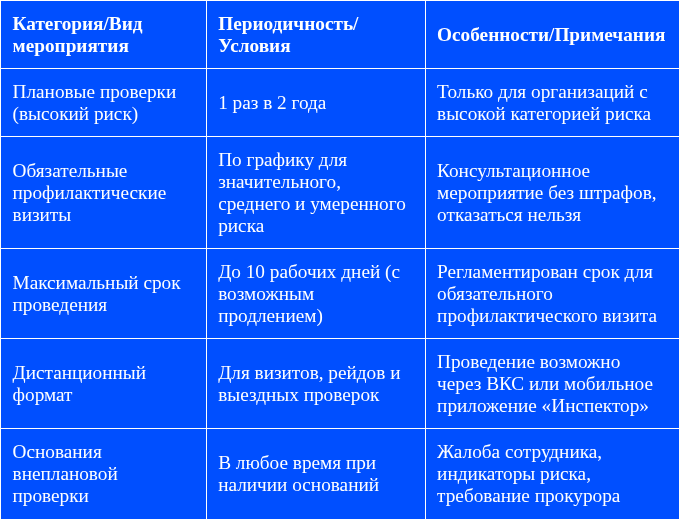 Категория/Вид
мероприятия
Периодичность/
Условия
Особенности/Примечания
Плановые проверки
(высокий риск)
1 раз в 2 года
Только для организаций с
высокой категорией риска
Обязательные
профилактические
визиты
По графику для
значительного,
среднего и умеренного
риска
Консультационное
мероприятие без штрафов,
отказаться нельзя
Максимальный срок
проведения
До 10 рабочих дней (с
возможным
продлением)
Регламентирован срок для
обязательного
профилактического визита
Дистанционный
формат
Для визитов, рейдов и
выездных проверок
Проведение возможно
через ВКС или мобильное
приложение «Инспектор»
Основания
внеплановой
проверки
В любое время при
наличии оснований
Жалоба сотрудника,
индикаторы риска,
требование прокурора